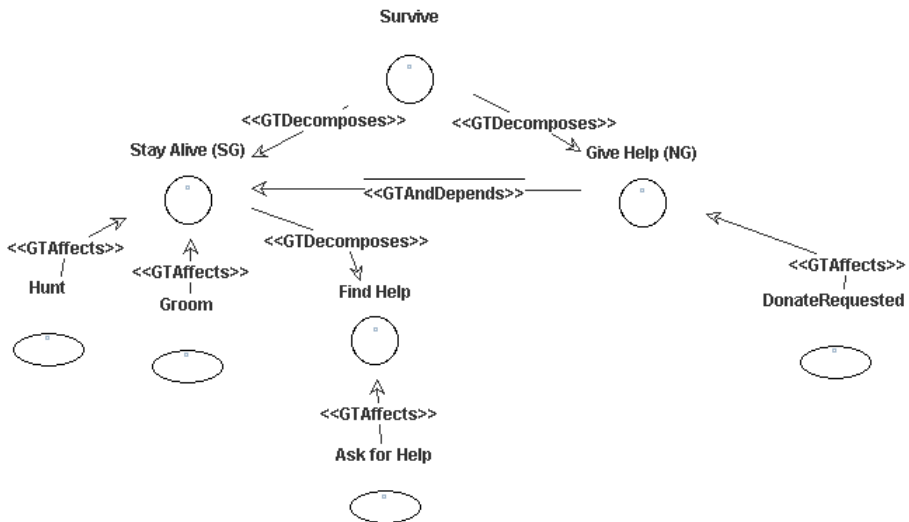 Survive
<<GTDecomposes>>
<<GTDecomposes>>
Stay Alive (SG)
Give Help (NG)
<<GTAndDepends>>
<<GTAffects>>
<<GTDecomposes>>
<<GTAffects>>
<<GTAffects>>
Hunt
Groom
Find Help
DonateRequested
<<GTAffects>>
Ask for Help